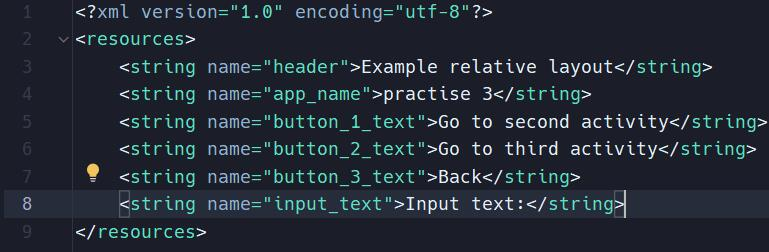 1 <?xml version="1.0" encoding="utf-8"?>
2 <resources>
3 <string name="header">Example relative layout</string>
4 <string name="app_name">practise 3</string>
5 <string name="button_1_text">Go to second activity</string>
6 <string name="button_2_text">Go to third activity</string>
7 <string name="button_3_text">Back</string>
8 <string name="input_text">Input text:</string>
9 </resources>